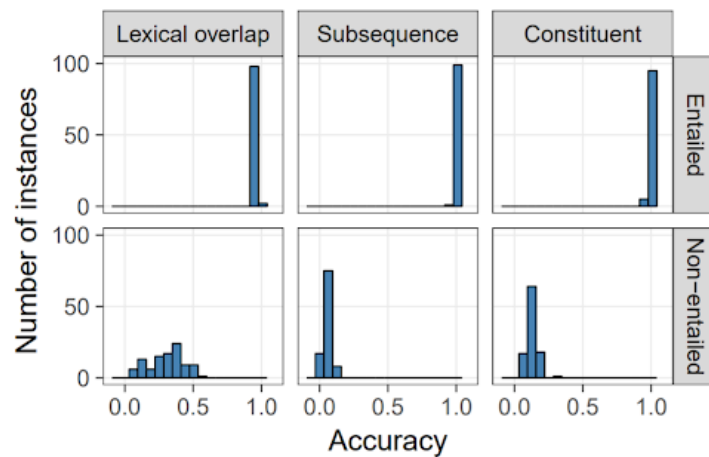 Lexical overlap Subsequence Constituent
100
50
0
Entailed
100
50
0
Non−entailed
0.0 0.5 1.0 0.0 0.5 1.0 0.0 0.5 1.0
Accuracy
Number of instances